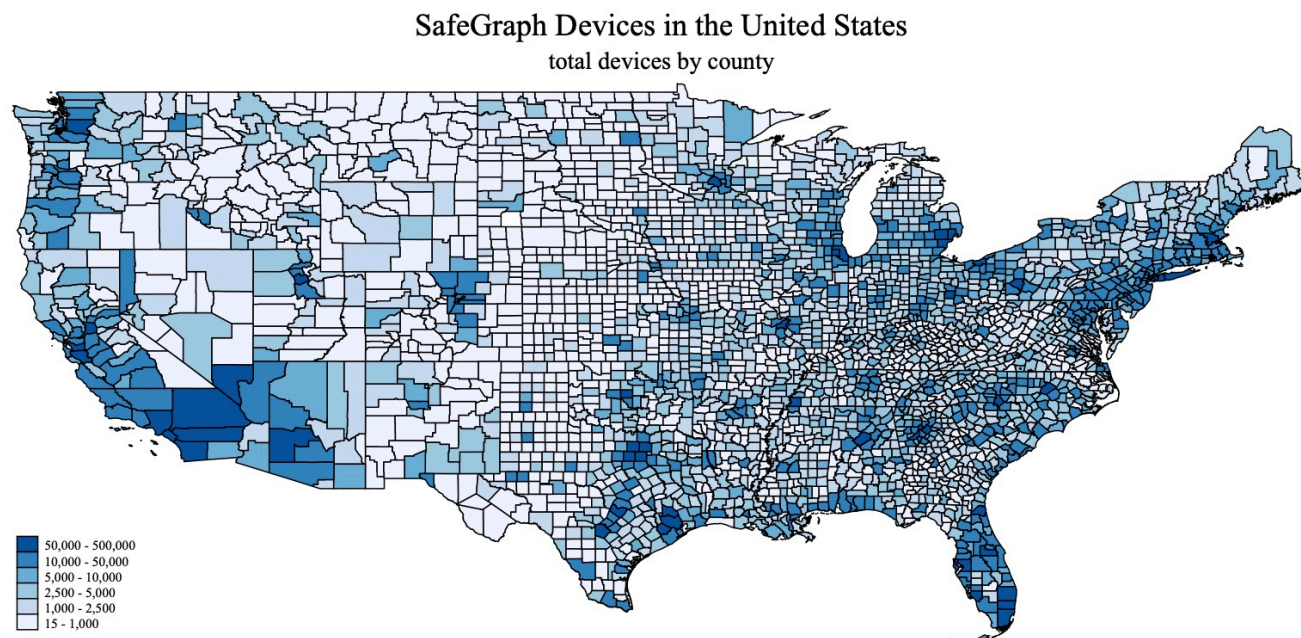 SafeGraph Devices in the United States
total devices by county
50,000 - 500,000
10,000 - 50,000
5,000 - 10,000
2,500 - 5,000
1,000 - 2,500
15 - 1,000